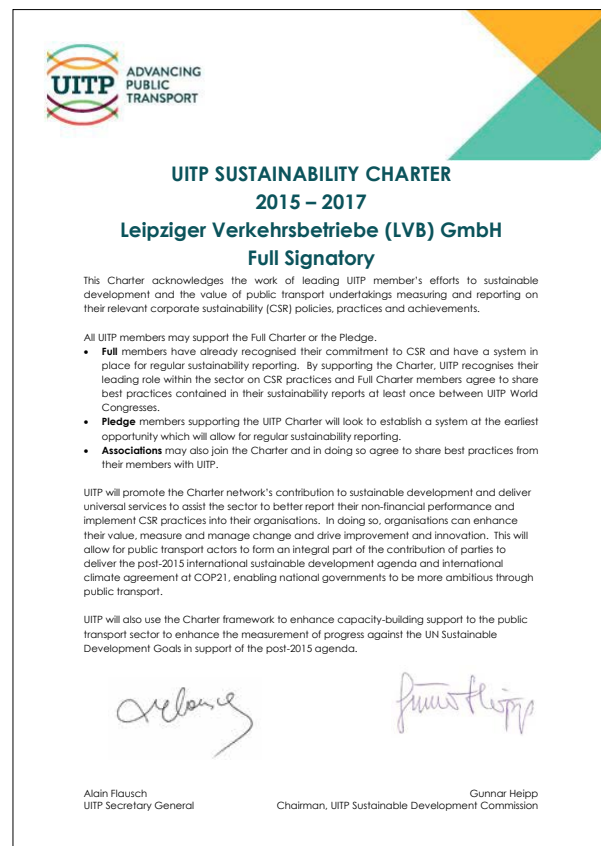 UITP
ADVANCING
PUBLIC
TRANSPORT
UITP SUSTAINABILITY CHARTER
2015 – 2017
Leipziger Verkehrsbetriebe (LVB) GmbH
Full Signatory
This Charter acknowledges the work of leading UITP member's efforts to sustainable
development and the value of public transport undertakings measuring and reporting on
their relevant corporate sustainability (CSR) policies, practices and achievements.
All UITP members may support the Full Charter or the Pledge.
• Full members have already recognised their commitment to CSR and have a system in
place for regular sustainability reporting. By supporting the Charter, UITP recognises their
leading role within the sector on CSR practices and Full Charter members agree to share
best practices contained in their sustainability reports at least once between UITP World
Congresses.
• Pledge members supporting the UITP Charter will look to establish a system at the earliest
opportunity which will allow for regular sustainability reporting.
• Associations may also join the Charter and in doing so agree to share best practices from
their members with UITP.
UITP will promote the Charter network's contribution to sustainable development and deliver
universal services to assist the sector to better report their non-financial performance and
implement CSR practices into their organisations. In doing so, organisations can enhance
their value, measure and manage change and drive improvement and innovation. This will
allow for public transport actors to form an integral part of the contribution of parties to
deliver the post-2015 international sustainable development agenda and international
climate agreement at COP21, enabling national governments to be more ambitious through
public transport.
UITP will also use the Charter framework to enhance capacity-building support to the public
transport sector to enhance the measurement of progress against the UN Sustainable
Development Goals in support of the post-2015 agenda.
Alain Flausch
UITP Secretary General
Gunnar Heipp
Chairman, UITP Sustainable Development Commission